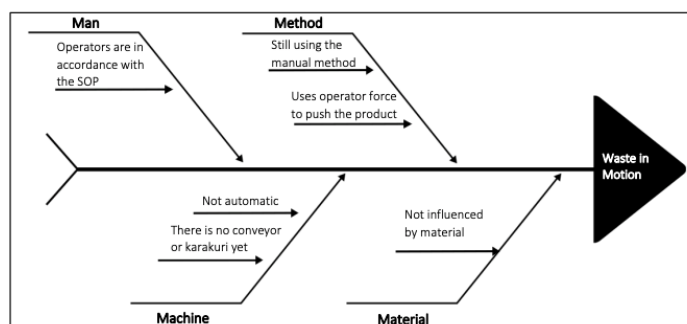 Man
Operators are in
accordance with
the SOP
Method
Still using the
manual method
Uses operator force
to push the product
Waste in
Motion
Not automatic
There is no conveyor
or karakuri yet
Machine
Not influenced
by material
Material